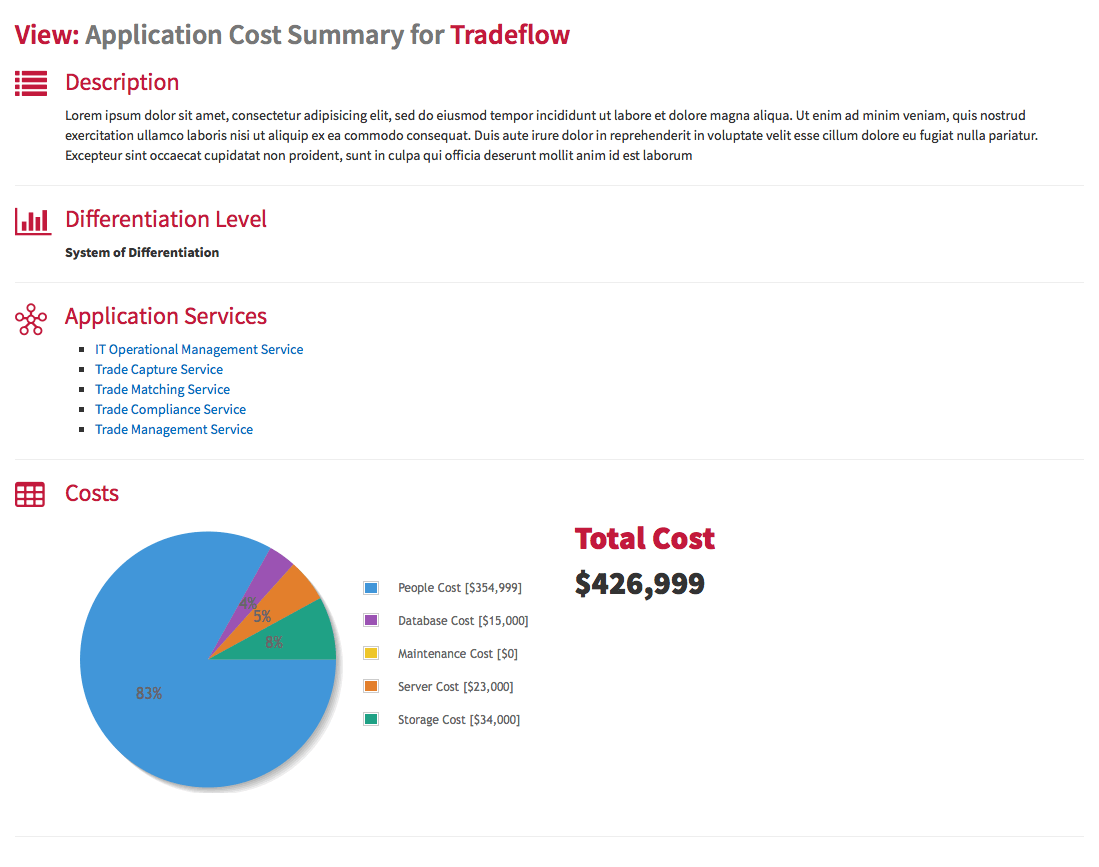 View: Application Cost Summary for Tradeflow
Description
Lorem ipsum dolor sit amet, consectetur adipisicing elit, sed do eiusmod tempor incididunt ut labore et dolore magna aliqua. Ut enim ad minim veniam, quis nostrud
exercitation ullamco laboris nisi ut aliquip ex ea commodo consequat. Duis aute irure dolor in reprehenderit in voluptate velit esse cillum dolore eu fugiat nulla pariatur.
Excepteur sint occaecat cupidatat non proident, sunt in culpa qui officia deserunt mollit anim id est laborum
Differentiation Level
System of Differentiation
Application Services
IT Operational Management Service
Trade Capture Service
Trade Matching Service
Trade Compliance Service
Trade Management Service
Costs
4%
5%
8%
83%
People Cost [$354,999]
Database Cost [$15,000]
Maintenance Cost [$0]
Server Cost [$23,000]
Storage Cost [$34,000]
Total Cost
$426,999